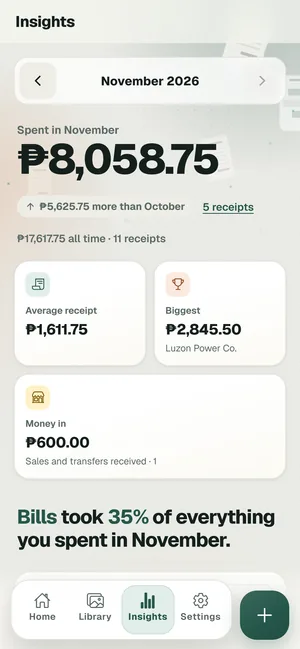 Insights
November 2026
Spent in November
₱8,058.75
↑ ₱5,625.75 more than October 5 receipts
₱17,617.75 all time · 11 receipts
Average receipt
₱1,611.75
Biggest
₱2,845.50
Luzon Power Co.
Money in
₱600.00
Sales and transfers received · 1
Bills took 35% of everything
you spent in November.
Home Library Insights Settings